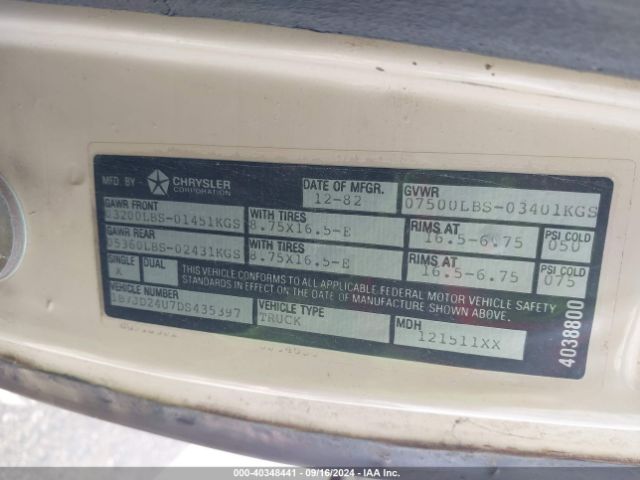 MFD. BY CHRYSLER CORPORATION
DATE OF MFGR. 12-82
GVWR 07500LBS-03401KGS
GAWR FRONT 03200LBS-01451KGS
WITH TIRES 8.75X16.5-E
RIMS AT 16.5-6.75
PSI COLD 050
GAWR REAR 05360LBS-02431KGS
WITH TIRES 8.75X16.5-E
RIMS AT 16.5-6.75
PSI COLD 075
SINGLE X DUAL
THIS VEHICLE CONFORMS TO ALL APPLICABLE FEDERAL MOTOR VEHICLE SAFETY
STANDARDS IN EFFECT ON THE DATE OF MANUFACTURE SHOWN ABOVE.
VEHICLE NUMBER 1B7JD24U7DS435397
VEHICLE TYPE TRUCK
MDH 121511XX
4038800
000-40348441 - 09/16/2024 - IAA Inc.